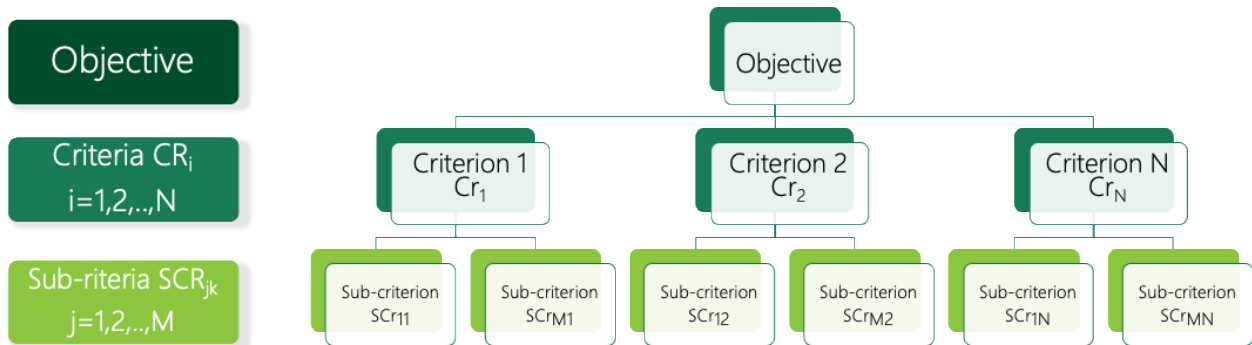 Objective
Objective
Criteria CRi
i=1,2,..,N
Criterion 1
Cr1
Criterion 2
Cr2
Criterion N
CrN
Sub-riteria SCRjk
j=1,2,..,M
Sub-criterion
SCr11
Sub-criterion
SCrM1
Sub-criterion
SCr12
Sub-criterion
SCrM2
Sub-criterion
SCr1N
Sub-criterion
SCrMN